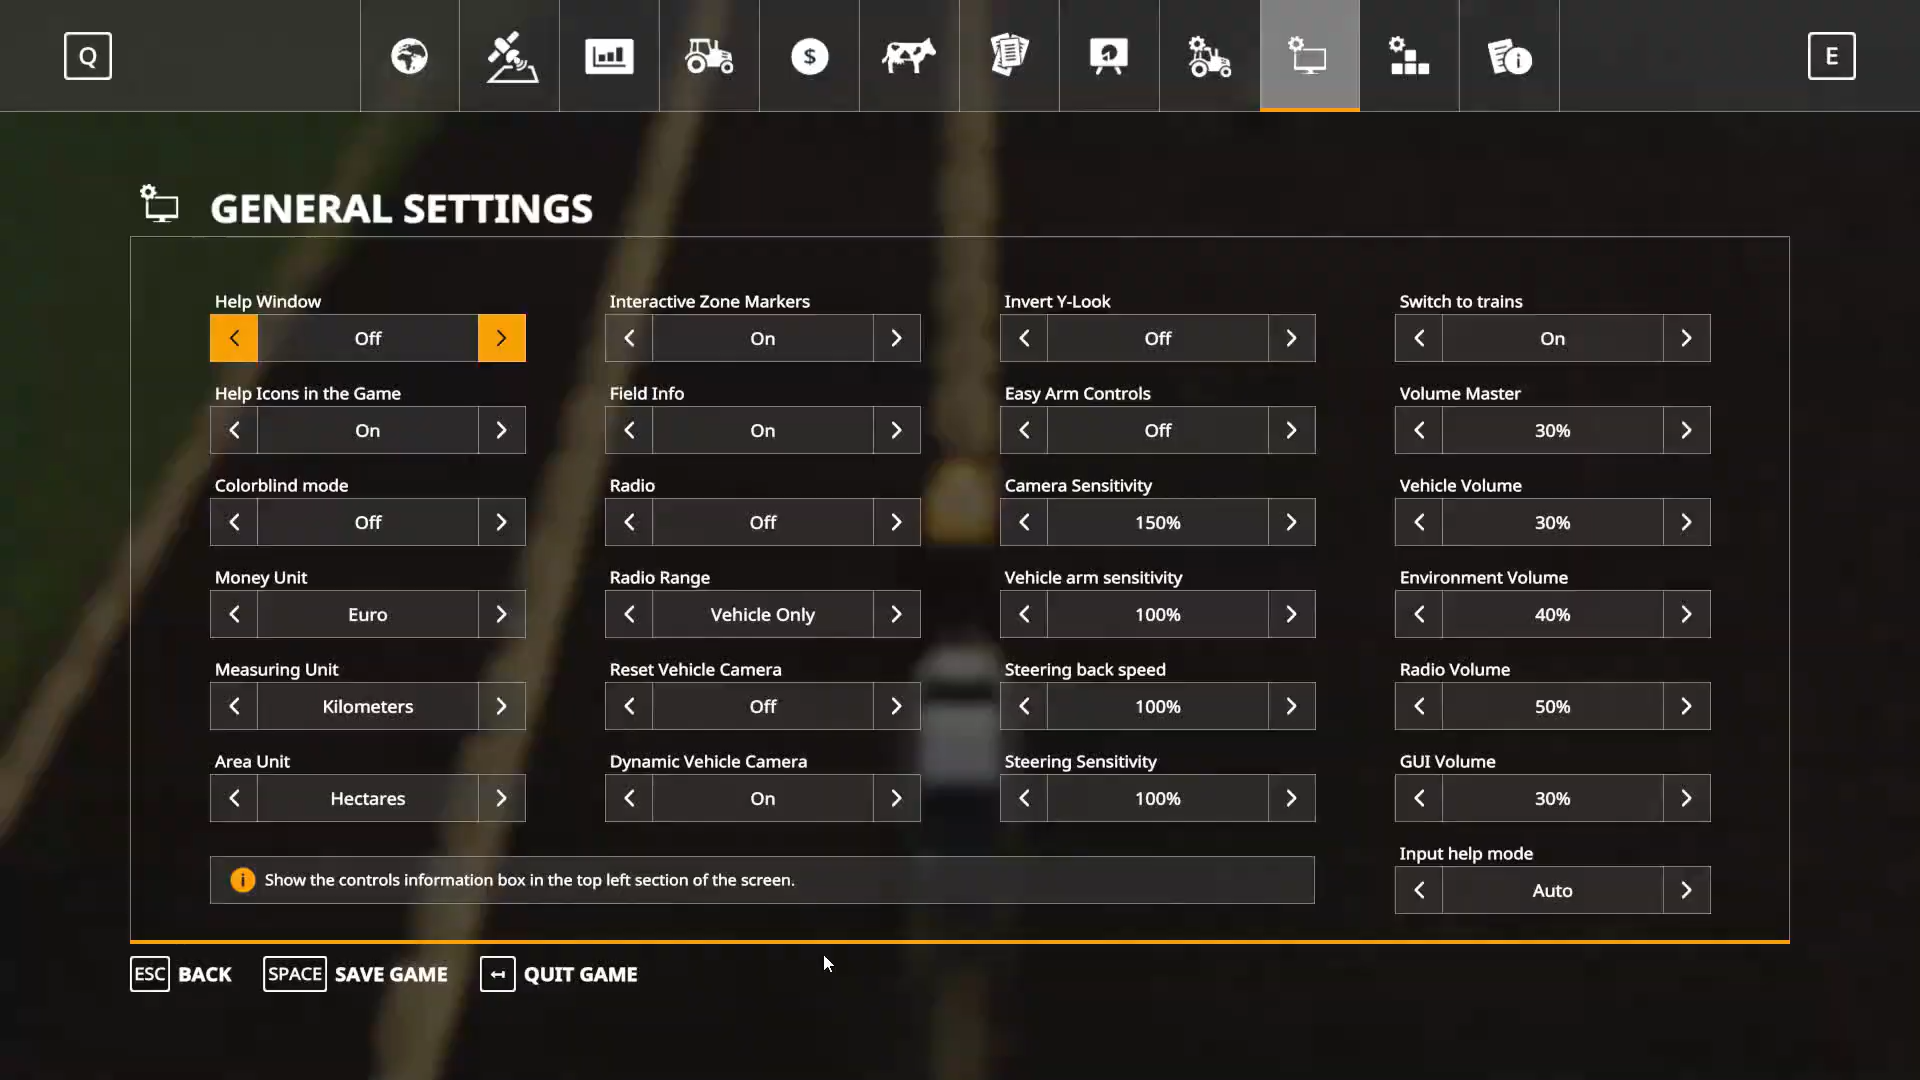 Q
$
E
GENERAL SETTINGS
Help Window
Off
Help Icons in the Game
On
Colorblind mode
Off
Money Unit
Euro
Measuring Unit
Kilometers
Area Unit
Hectares
Interactive Zone Markers
On
Field Info
On
Radio
Off
Radio Range
Vehicle Only
Reset Vehicle Camera
Off
Dynamic Vehicle Camera
On
Invert Y-Look
Off
Easy Arm Controls
Off
Camera Sensitivity
150%
Vehicle arm sensitivity
100%
Steering back speed
100%
Steering Sensitivity
100%
Switch to trains
On
Volume Master
30%
Vehicle Volume
30%
Environment Volume
40%
Radio Volume
50%
GUI Volume
30%
Input help mode
Auto
Show the controls information box in the top left section of the screen.
ESC BACK SPACE SAVE GAME QUIT GAME